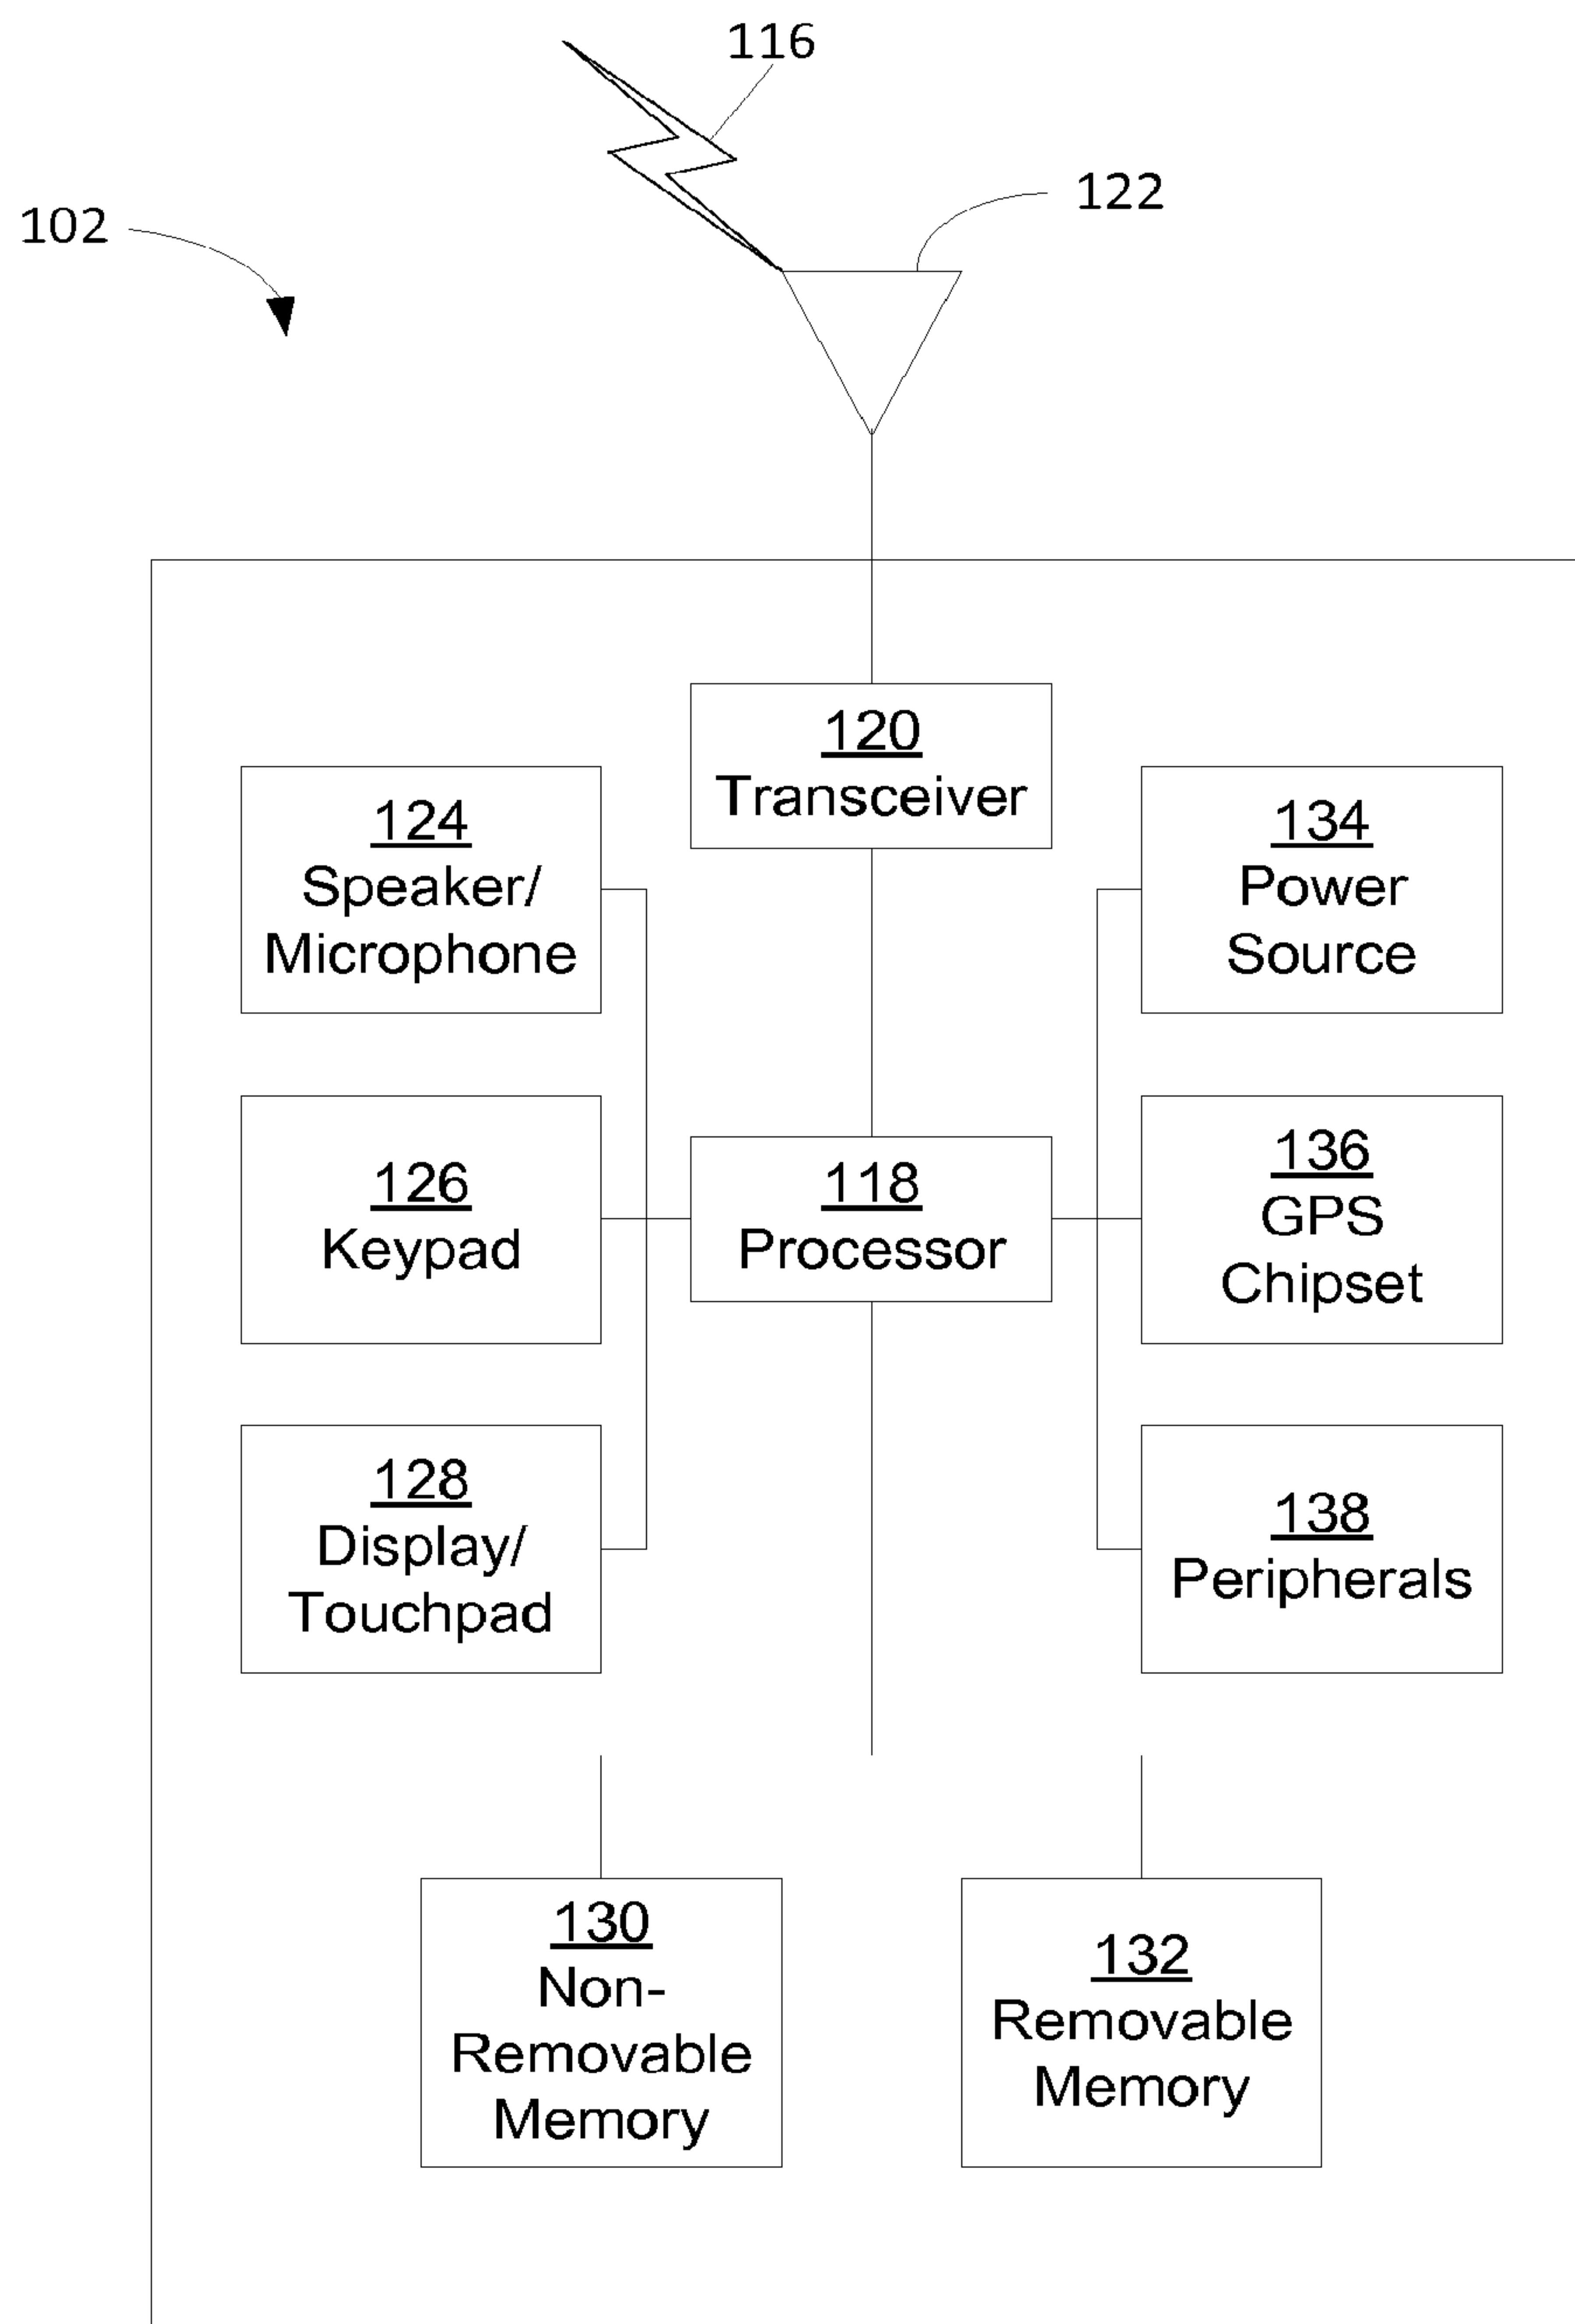 116
122
102
120
Transceiver
124
Speaker/
Microphone
134
Power
Source
126
Keypad
118
Processor
136
GPS
Chipset
128
Display/
Touchpad
138
Peripherals
130
Non-
Removable
Memory
132
Removable
Memory